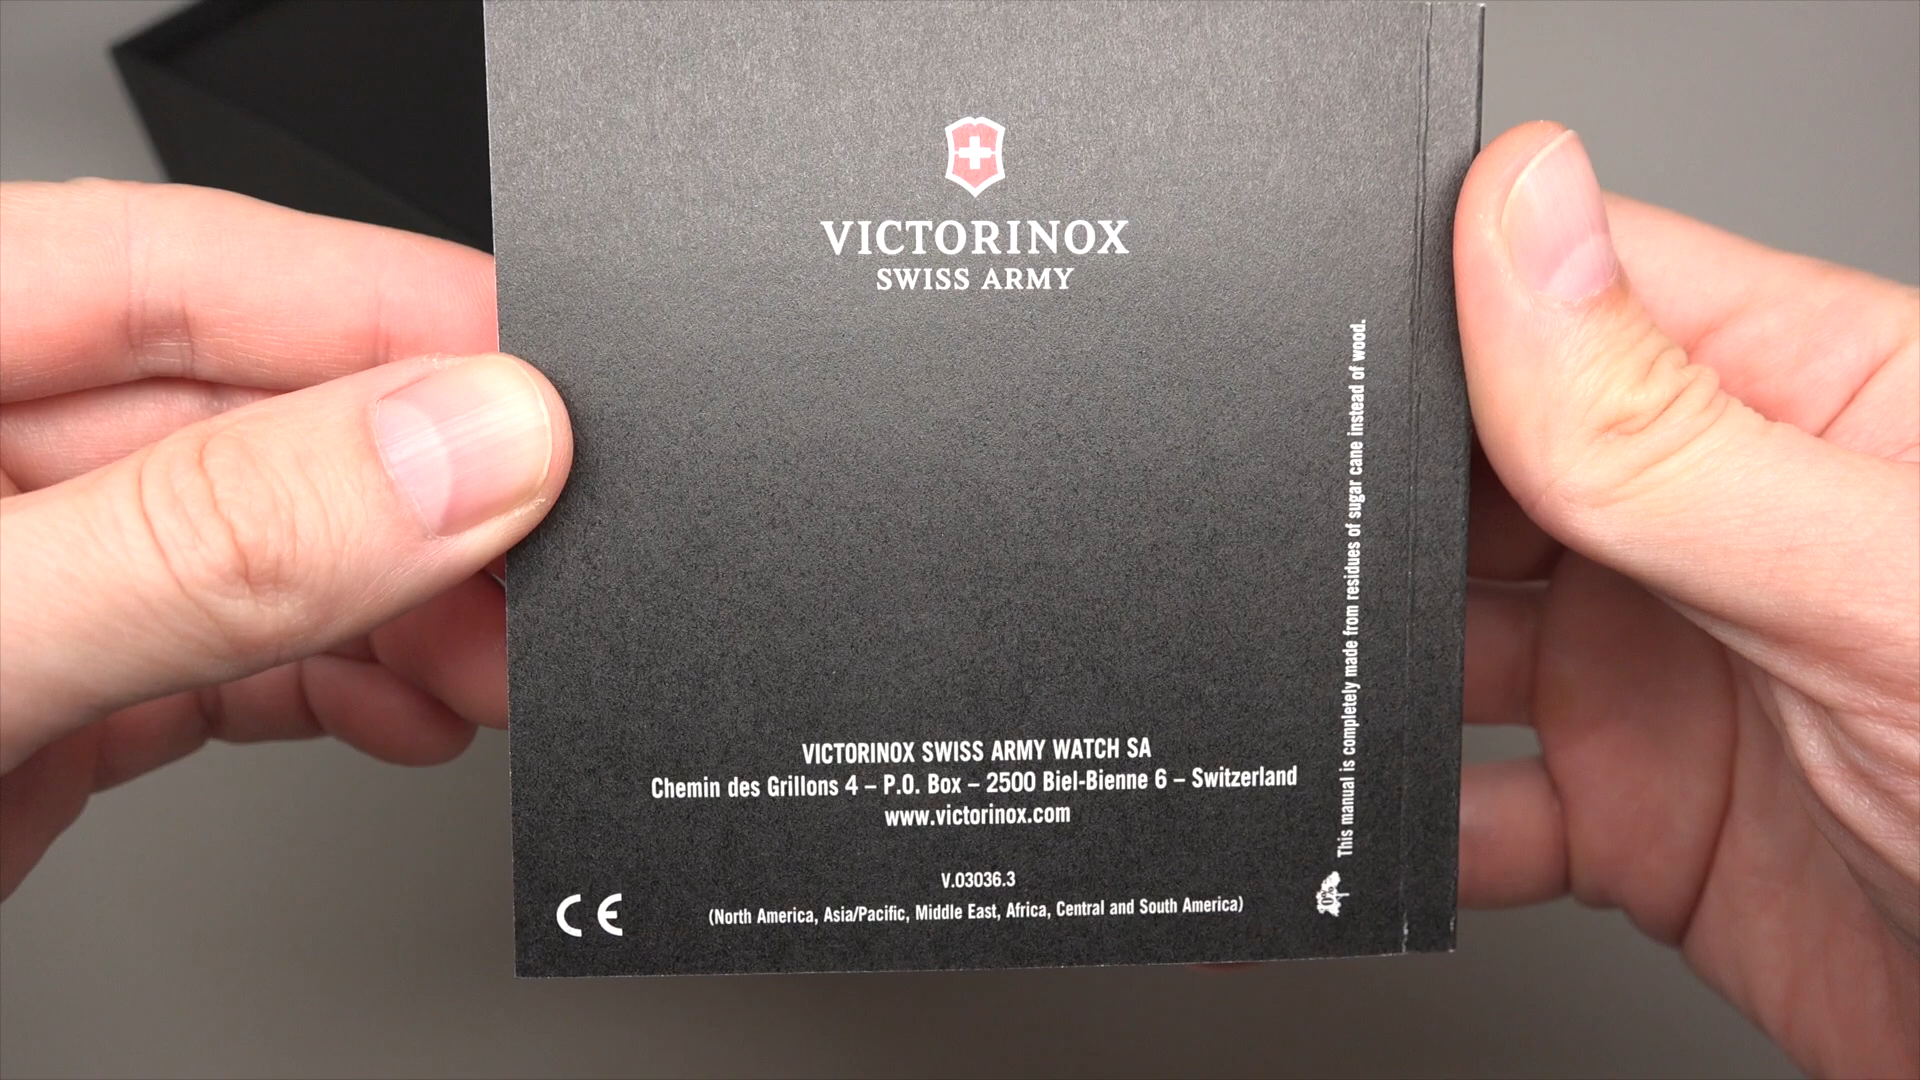 VICTORINOX
SWISS ARMY
This manual is completely made from residues of sugar cane instead of wood.
VICTORINOX SWISS ARMY WATCH SA
Chemin des Grillons 4 – P.O. Box – 2500 Biel-Bienne 6 – Switzerland
www.victorinox.com
V.03036.3
(North America, Asia/Pacific, Middle East, Africa, Central and South America)
CE